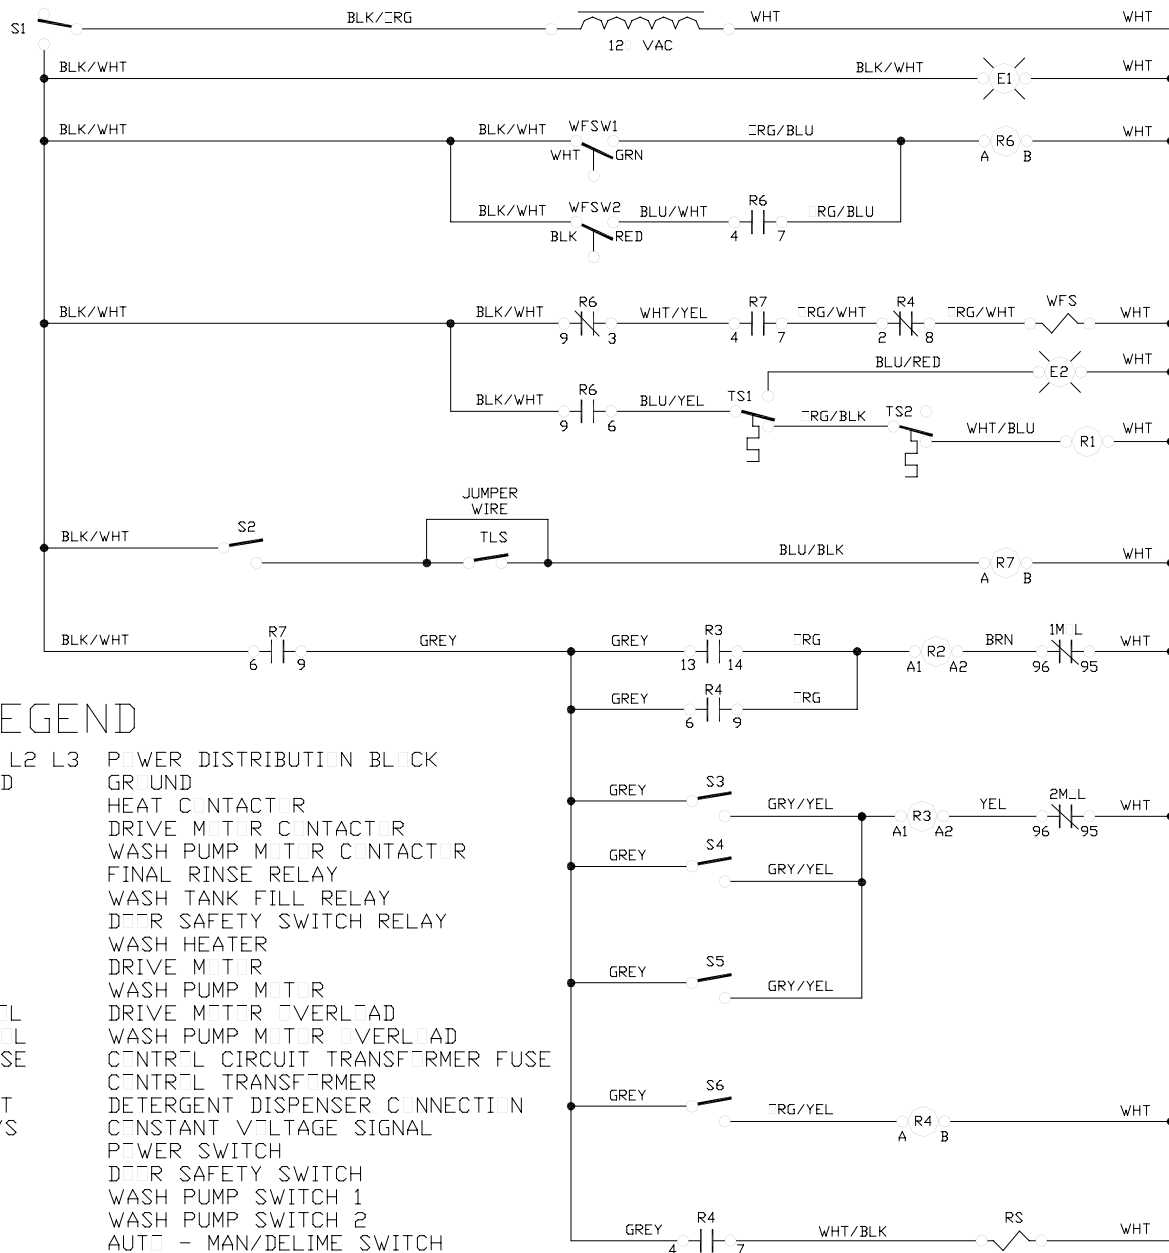 S1 BLK/ORG 120 VAC WHT WHT
BLK/WHT BLK/WHT E1 WHT
BLK/WHT BLK/WHT WFSW1 ORG/BLU R6 WHT
WHT GRN A B
BLK/WHT WFSW2 BLU/WHT R6 ORG/BLU
BLK RED 4 7
BLK/WHT BLK/WHT R6 WHT/YEL R7 ORG/WHT R4 ORG/WHT WFS WHT
9 3 4 7 2 8
BLU/RED E2 WHT
BLK/WHT R6 BLU/YEL TS1 ORG/BLK TS2 WHT/BLU R1 WHT
9 6
JUMPER
WIRE
BLK/WHT S2 TLS BLU/BLK R7 WHT
A B
BLK/WHT R7 GREY GREY R3 ORG R2 BRN 1MOL WHT
6 9 13 14 A1 A2 96 95
GREY R4 ORG
6 9
EGEND
L2 L3 POWER DISTRIBUTION BLOCK
D GROUND
HEAT CONTACTOR
DRIVE MOTOR CONTACTOR
WASH PUMP MOTOR CONTACTOR
FINAL RINSE RELAY
WASH TANK FILL RELAY
DOOR SAFETY SWITCH RELAY
WASH HEATER
DRIVE MOTOR
WASH PUMP MOTOR
OL DRIVE MOTOR OVERLOAD
OL WASH PUMP MOTOR OVERLOAD
SE CONTROL CIRCUIT TRANSFORMER FUSE
CONTROL TRANSFORMER
T DETERGENT DISPENSER CONNECTION
/S CONSTANT VOLTAGE SIGNAL
POWER SWITCH
DOOR SAFETY SWITCH
WASH PUMP SWITCH 1
WASH PUMP SWITCH 2
AUTO - MAN/DELIME SWITCH
GREY S3 GRY/YEL R3 YEL 2MOL WHT
A1 A2 96 95
GREY S4 GRY/YEL
GREY S5 GRY/YEL
GREY S6 ORG/YEL R4 WHT
A B
GREY R4 WHT/BLK RS WHT
4 7